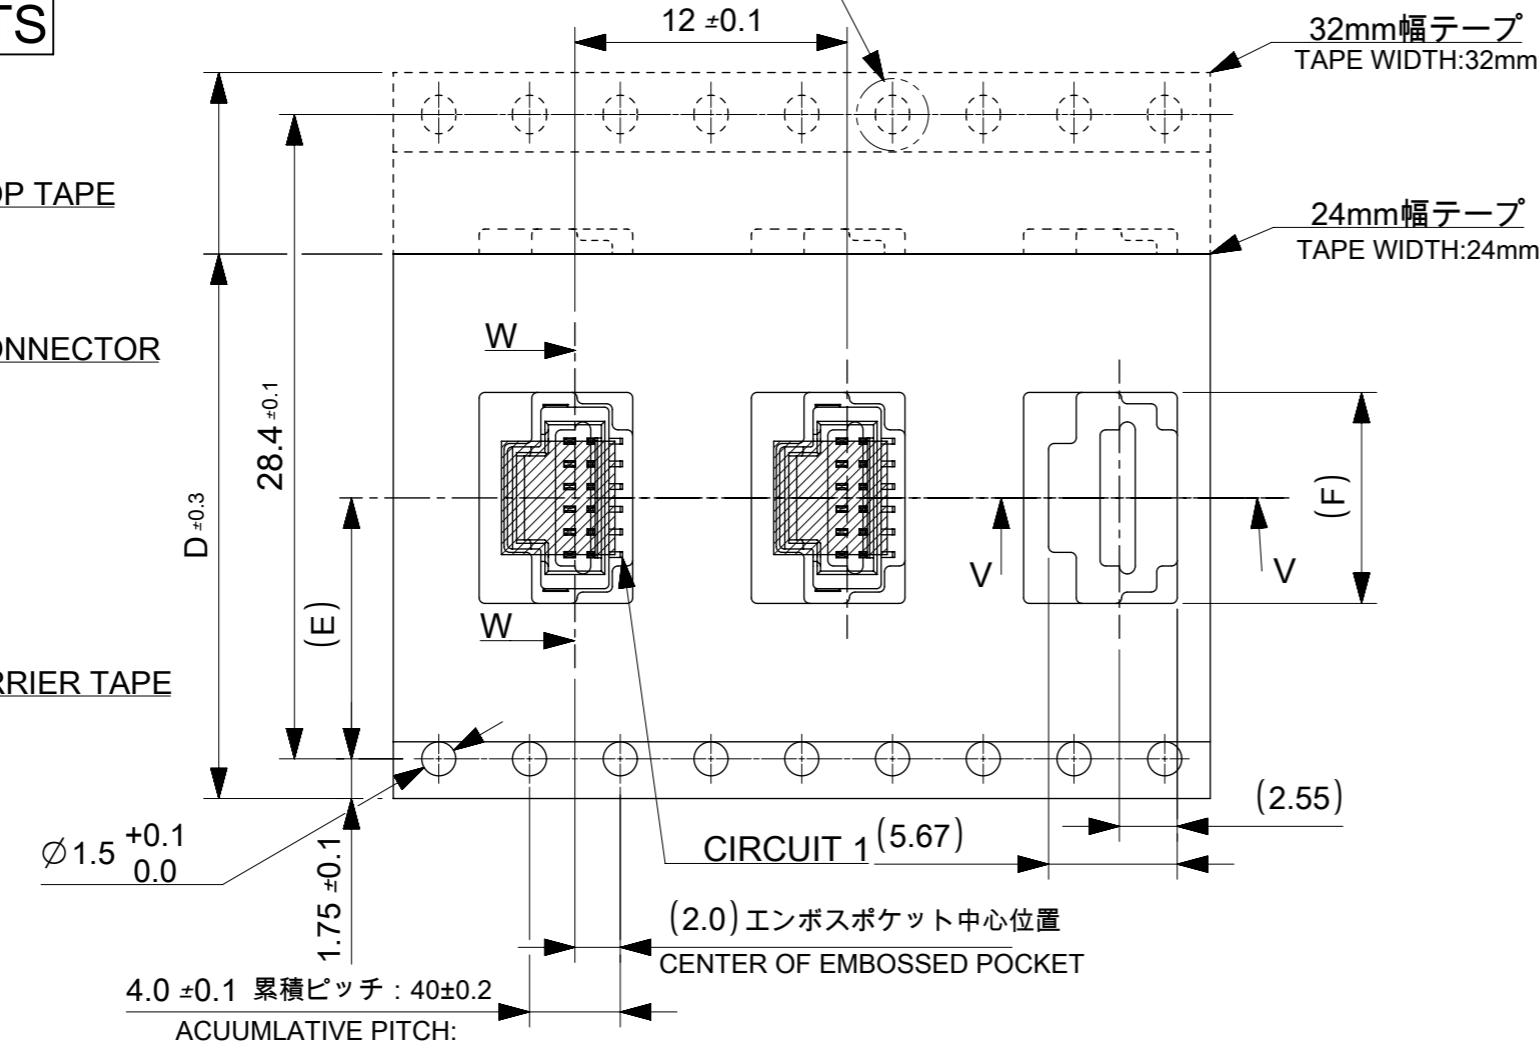 TS
12 ±0.1
32mm幅テープ
TAPE WIDTH:32mm
OP TAPE
24mm幅テープ
TAPE WIDTH:24mm
W
ONNECTOR
28.4 ±0.1
D ±0.3
(F)
V
V
(E)
W
RRIER TAPE
(2.55)
∅1.5 +0.1
0.0
1.75 ±0.1
CIRCUIT 1
(5.67)
(2.0)エンボスポケット中心位置
CENTER OF EMBOSSED POCKET
4.0 ±0.1 累積ピッチ：40±0.2
ACUUMLATIVE PITCH: